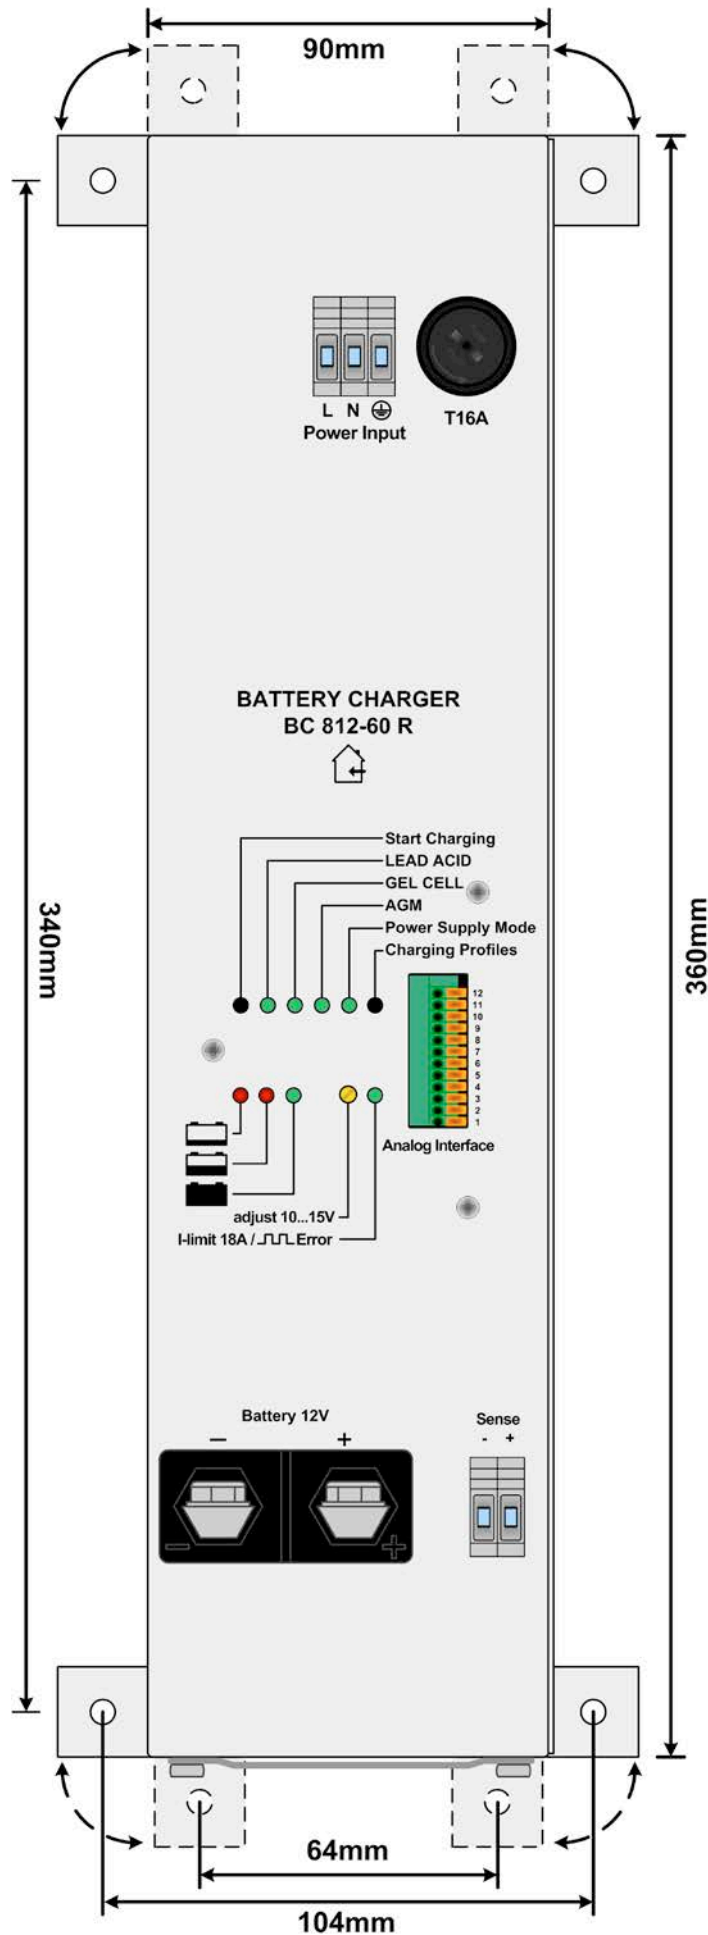 90mm
L N
Power Input
T16A
BATTERY CHARGER
BC 812-60 R
Start Charging
LEAD ACID
GEL CELL
AGM
Power Supply Mode
Charging Profiles
340mm
360mm
12
11
10
9
8
7
6
5
4
3
2
1
Analog Interface
adjust 10...15V
I-limit 18A / Error
Battery 12V
Sense
− +
- +
− +
64mm
104mm